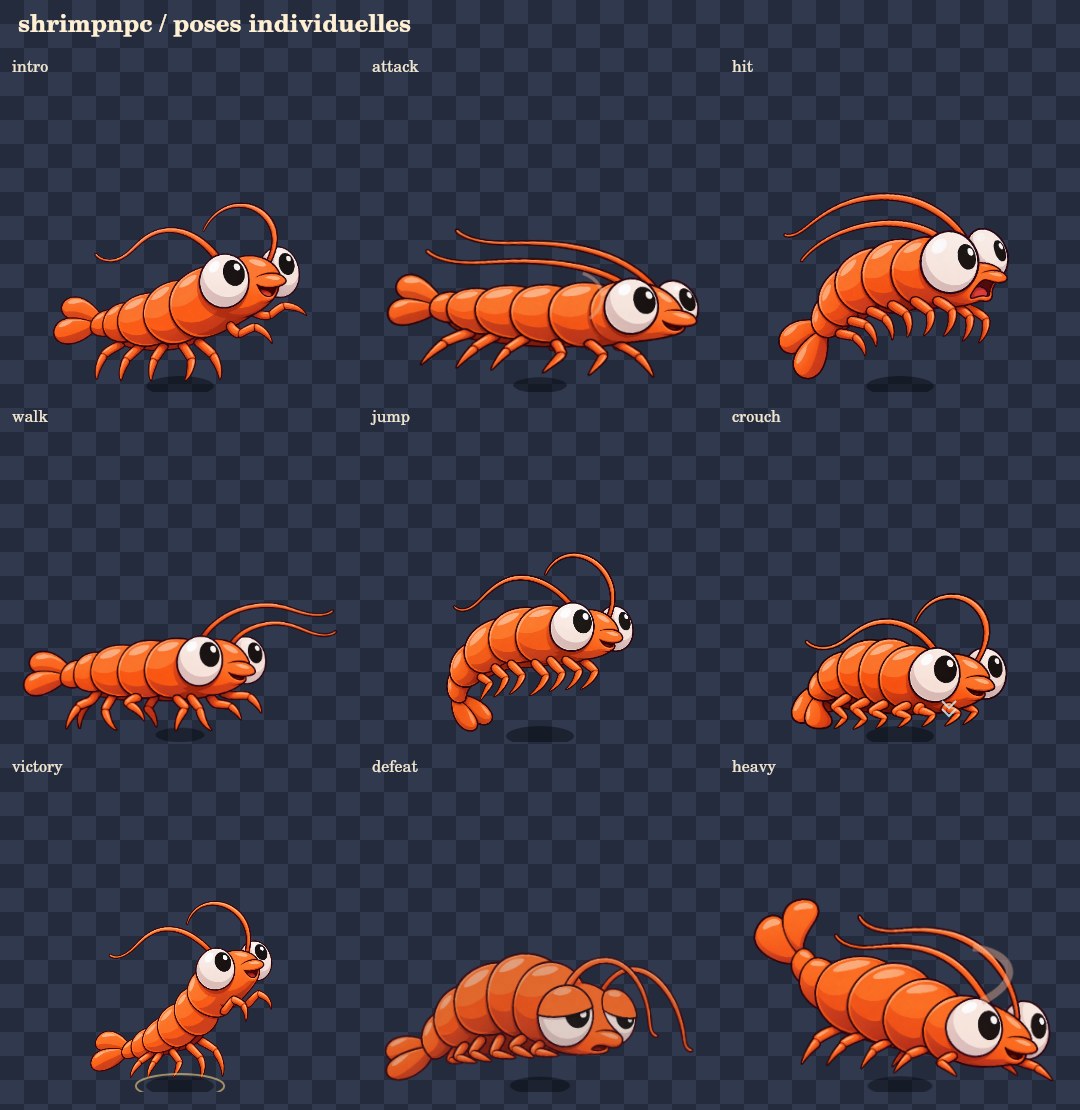 shrimpnpc / poses individuelles
intro
attack
hit
walk
jump
crouch
victory
defeat
heavy